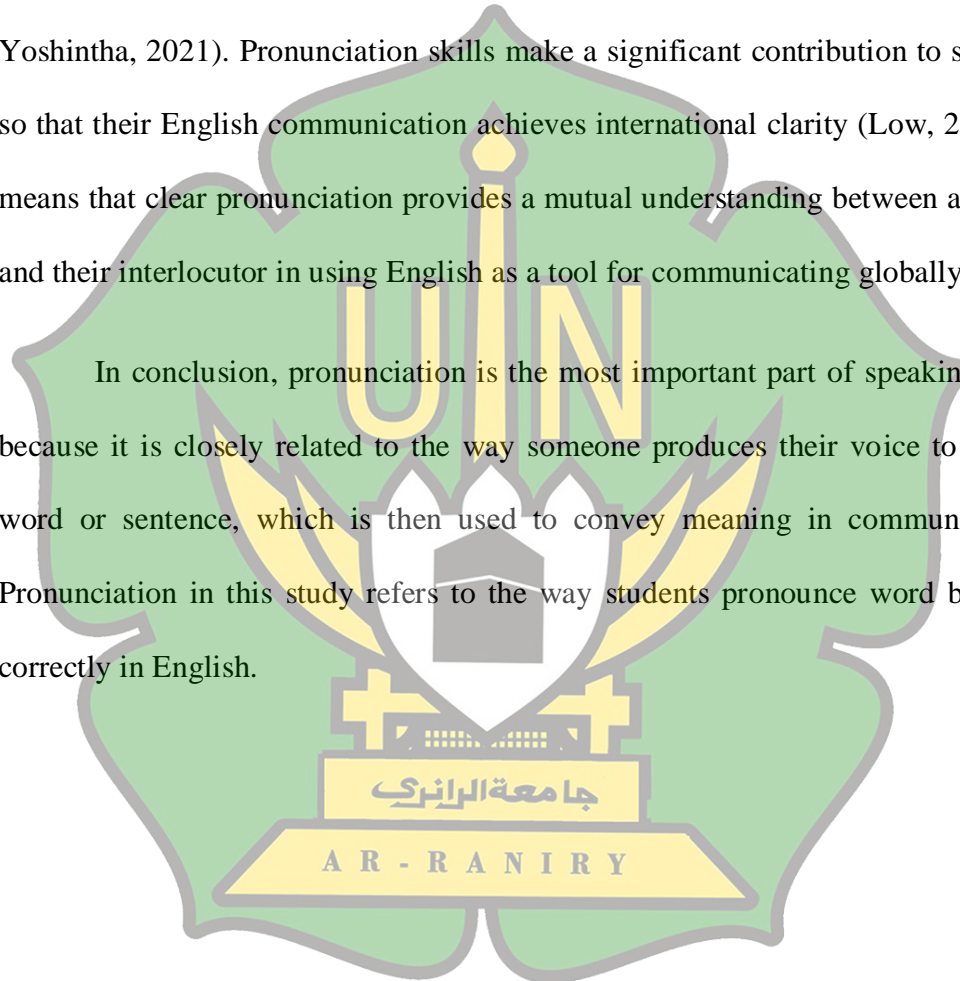 Yoshintha, 2021). Pronunciation skills make a significant contribution to s
so that their English communication achieves international clarity (Low, 2
means that clear pronunciation provides a mutual understanding between a
and their interlocutor in using English as a tool for communicating globally
In conclusion, pronunciation is the most important part of speakin
because it is closely related to the way someone produces their voice to
word or sentence, which is then used to convey meaning in commun
Pronunciation in this study refers to the way students pronounce word b
correctly in English.
UIN
جامعة الرانري
AR-RANIRY